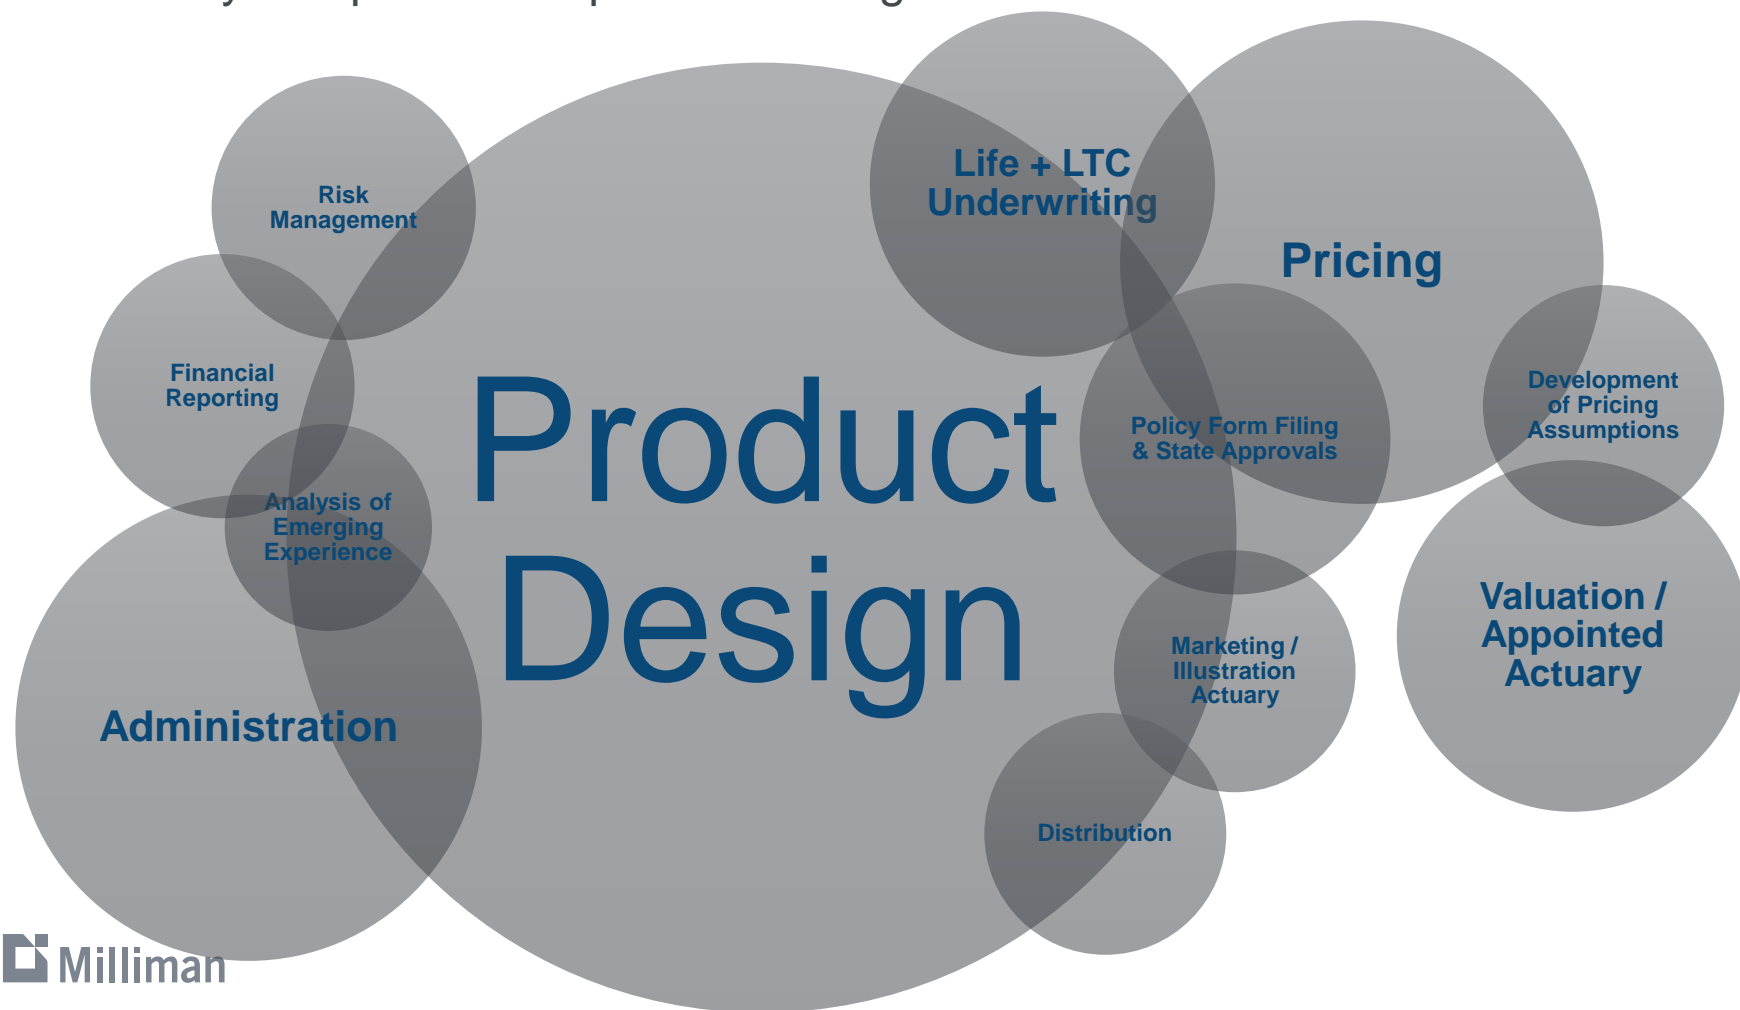 Life + LTC
Underwriting
Risk
Management
Pricing
Financial
Reporting
Product
Design
Development
of Pricing
Assumptions
Policy Form Filing
& State Approvals
Analysis of
Emerging
Experience
Valuation /
Appointed
Actuary
Marketing /
Illustration
Actuary
Administration
Distribution
Milliman